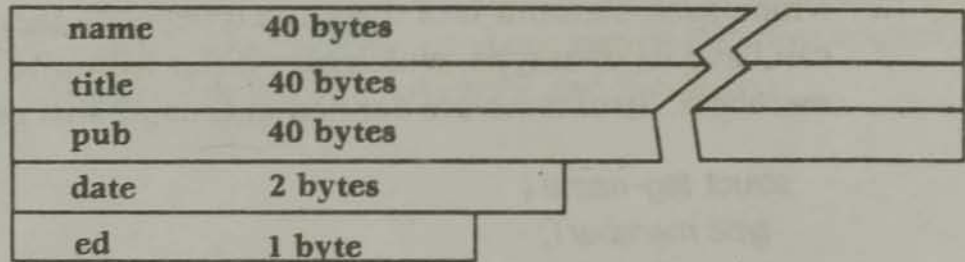 name 40 bytes
title 40 bytes
pub 40 bytes
date 2 bytes
ed 1 byte